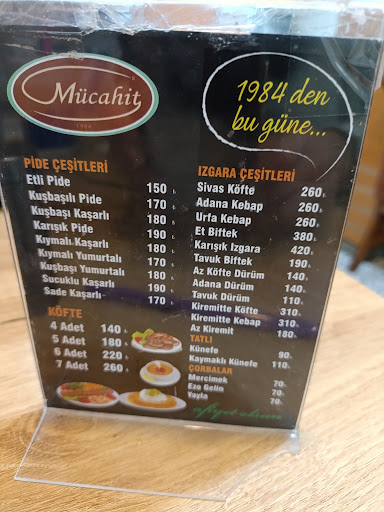 Mücahit
1984
1984 den
bu güne...
PİDE ÇEŞİTLERİ
Etli Pide 150 ₺
Kuşbaşılı Pide 170 ₺
Kuşbaşı Kaşarlı 180 ₺
Karışık Pide 190 ₺
Kıymalı Kaşarlı 180 ₺
Kıymalı Yumurtalı 170 ₺
Kuşbaşı Yumurtalı 180 ₺
Sucuklu Kaşarlı 190 ₺
Sade Kaşarlı 170 ₺
KÖFTE
4 Adet 140 ₺
5 Adet 180 ₺
6 Adet 220 ₺
7 Adet 260 ₺
IZGARA ÇEŞİTLERİ
Sivas Köfte 260 ₺
Adana Kebap 260 ₺
Urfa Kebap 260 ₺
Et Biftek 380 ₺
Karışık Izgara 420 ₺
Tavuk Biftek 190 ₺
Az Köfte Dürüm 140 ₺
Adana Dürüm 140 ₺
Tavuk Dürüm 110 ₺
Kiremitte Köfte 310 ₺
Kiremitte Kebap 310 ₺
Az Kiremit 180 ₺
TATLI
Künefe 90 ₺
Kaymaklı Künefe 110 ₺
ÇORBALAR
Mercimek 70 ₺
Ezo Gelin 70 ₺
Yayla 70 ₺
afiyet olsun